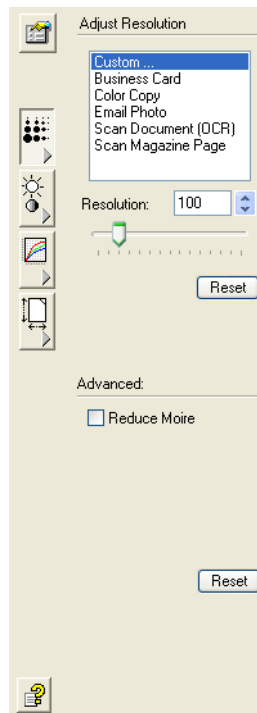 Adjust Resolution
Custom ...
Business Card
Color Copy
Email Photo
Scan Document (OCR)
Scan Magazine Page
Resolution: 100
Reset
Advanced:
Reduce Moire
Reset